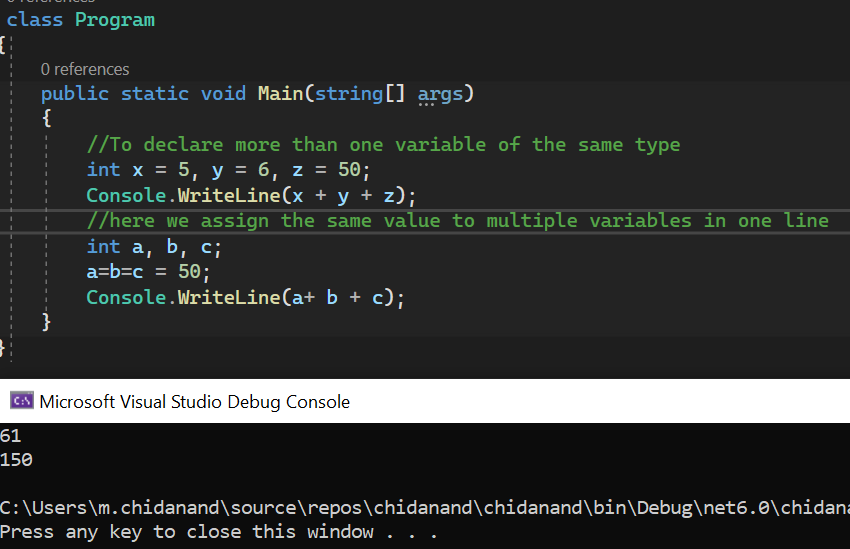 0 references
class Program
{
0 references
public static void Main(string[] args)
{
//To declare more than one variable of the same type
int x = 5, y = 6, z = 50;
Console.WriteLine(x + y + z);
//here we assign the same value to multiple variables in one line
int a, b, c;
a=b=c = 50;
Console.WriteLine(a+ b + c);
}
}
C:\ Microsoft Visual Studio Debug Console
61
150
C:\Users\m.chidanand\source\repos\chidanand\chidanand\bin\Debug\net6.0\chidana
Press any key to close this window . . .